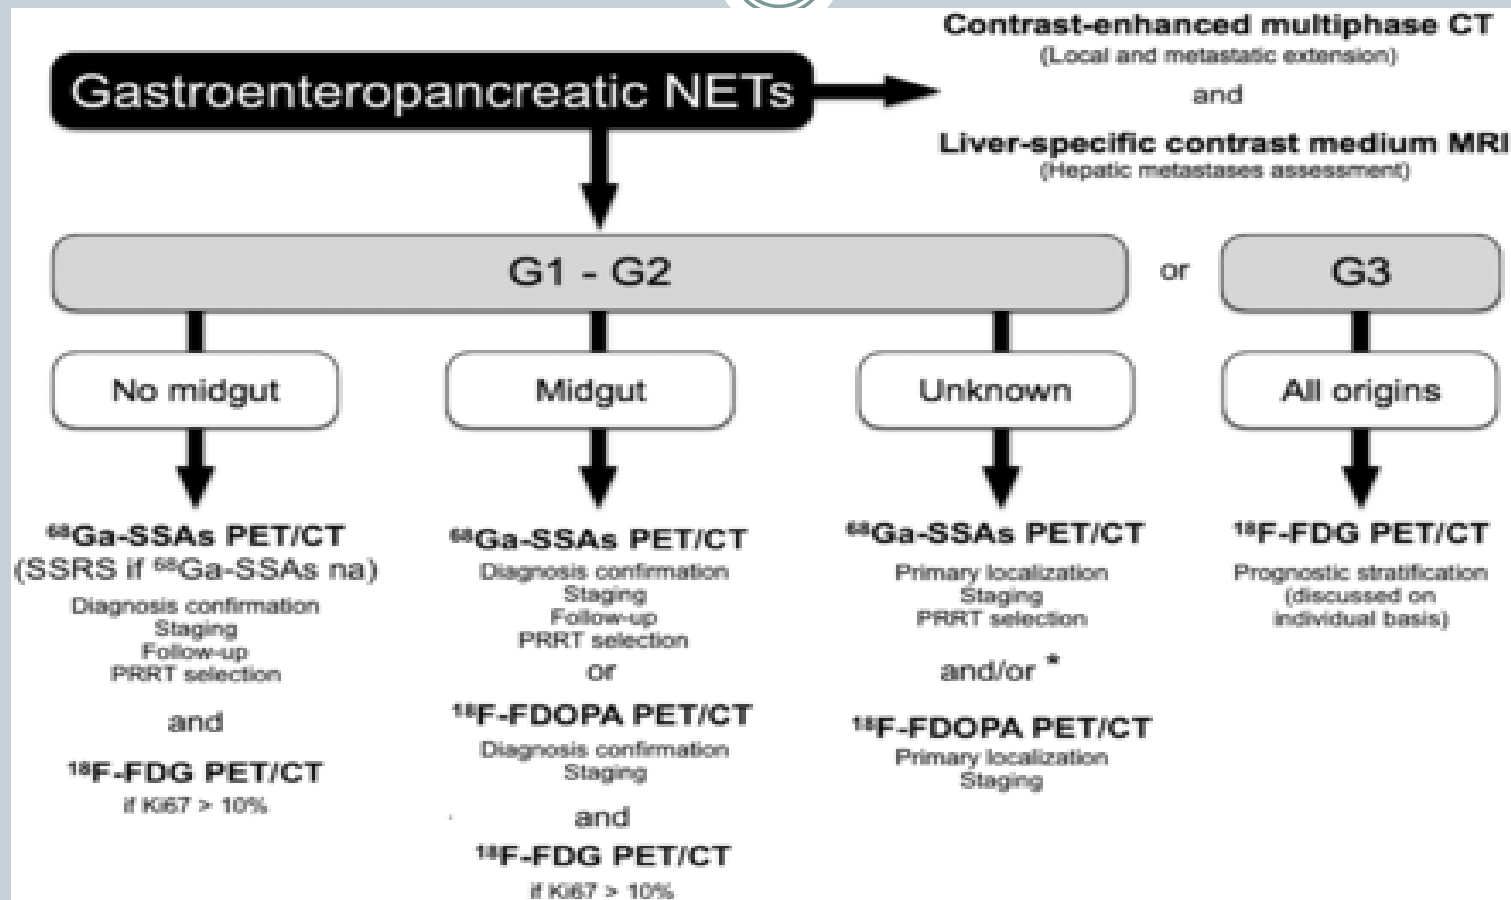 Contrast-enhanced multiphase CT
(Local and metastatic extension)
and
Liver-specific contrast medium MRI
(Hepatic metastases assessment)
Gastroenteropancreatic NETs
G1 - G2
or
G3
No midgut
Midgut
Unknown
All origins
⁶⁸Ga-SSAs PET/CT
(SSRS if ⁶⁸Ga-SSAs na)
Diagnosis confirmation
Staging
Follow-up
PRRT selection
and
¹⁸F-FDG PET/CT
if Ki67 > 10%
⁶⁸Ga-SSAs PET/CT
Diagnosis confirmation
Staging
Follow-up
PRRT selection
or
¹⁸F-FDOPA PET/CT
Diagnosis confirmation
Staging
and
¹⁸F-FDG PET/CT
if Ki67 > 10%
⁶⁸Ga-SSAs PET/CT
Primary localization
Staging
PRRT selection
and/or *
¹⁸F-FDOPA PET/CT
Primary localization
Staging
¹⁸F-FDG PET/CT
Prognostic stratification
(discussed on
individual basis)